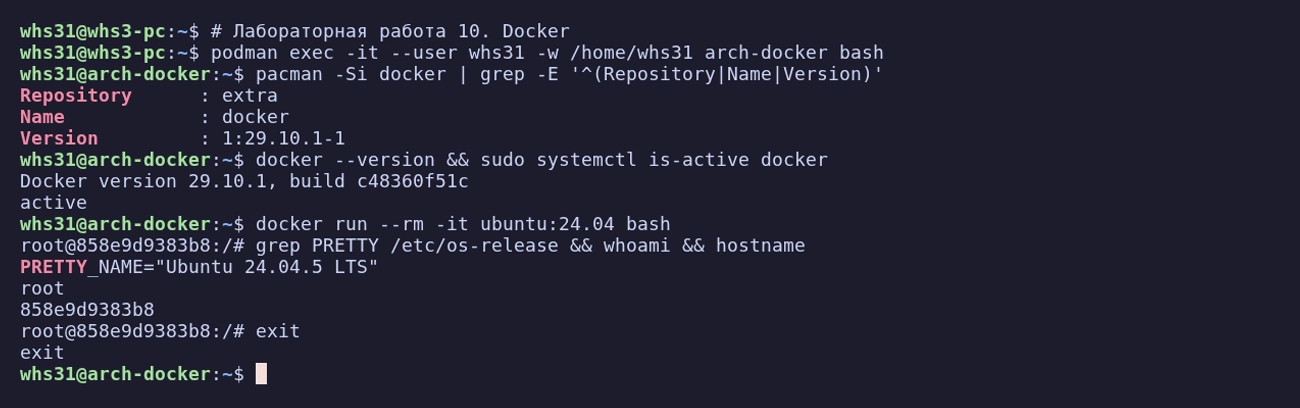 whs31@whs3-pc:~$ # Лабораторная работа 10. Docker
whs31@whs3-pc:~$ podman exec -it --user whs31 -w /home/whs31 arch-docker bash
whs31@arch-docker:~$ pacman -Si docker | grep -E '^(Repository|Name|Version)'
Repository      : extra
Name            : docker
Version         : 1:29.10.1-1
whs31@arch-docker:~$ docker --version && sudo systemctl is-active docker
Docker version 29.10.1, build c48360f51c
active
whs31@arch-docker:~$ docker run --rm -it ubuntu:24.04 bash
root@858e9d9383b8:/# grep PRETTY /etc/os-release && whoami && hostname
PRETTY_NAME="Ubuntu 24.04.5 LTS"
root
858e9d9383b8
root@858e9d9383b8:/# exit
exit
whs31@arch-docker:~$